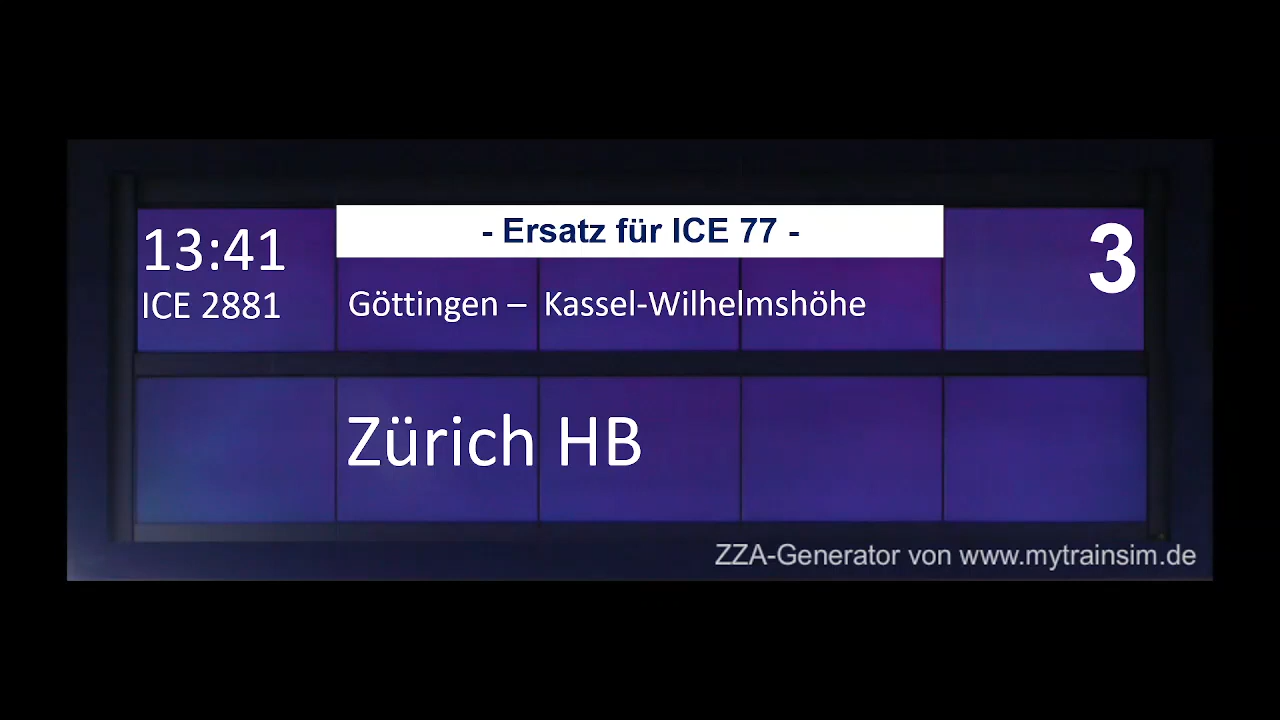 - Ersatz für ICE 77 -
13:41
3
ICE 2881
Göttingen – Kassel-Wilhelmshöhe
Zürich HB
ZZA-Generator von www.mytrainsim.de